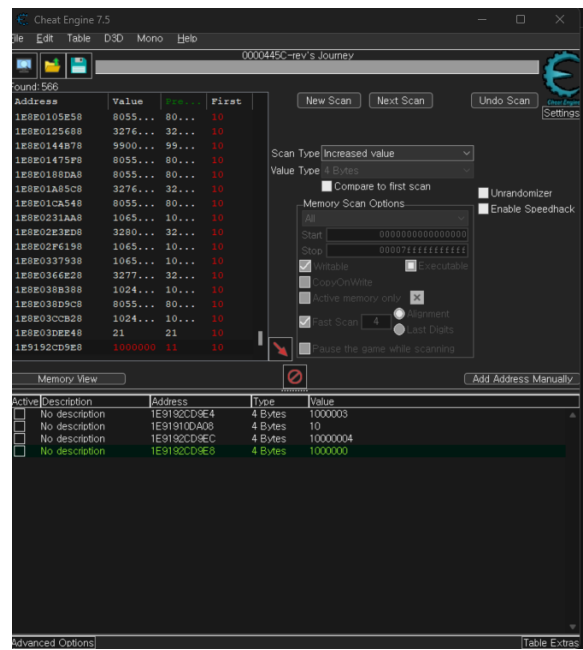 Cheat Engine 7.5
File Edit Table D3D Mono Help
0000445C-rev's Journey
Found: 566
New Scan Next Scan Undo Scan
Cheat Engine
Settings
Address Value Pre... First
1E8E0105E58 8055... 80... 10
1E8E0125688 3276... 32... 10
1E8E0144B78 9900... 99... 10
1E8E01475F8 8055... 80... 10
1E8E0188DA8 8055... 80... 10
1E8E01A85C8 3276... 32... 10
1E8E01CA548 8055... 80... 10
1E8E0231AA8 1065... 10... 10
1E8E02E3ED8 3280... 32... 10
1E8E02F6198 1065... 10... 10
1E8E0337938 1065... 10... 10
1E8E0366E28 3277... 32... 10
1E8E038B388 1024... 10... 10
1E8E038D9C8 8055... 80... 10
1E8E03CCB28 1024... 10... 10
1E8E03DEE48 21 21 10
1E9192CD9E8 1000000 11 10
Scan Type Increased value
Value Type 4 Bytes
Compare to first scan
Unrandomizer
Enable Speedhack
Memory Scan Options
All
Start 0000000000000000
Stop 00007fffffffffff
Writable Executable
CopyOnWrite
Active memory only
Fast Scan 4 Alignment
Last Digits
Pause the game while scanning
Memory View
Add Address Manually
Active Description Address Type Value
No description 1E9192CD9E4 4 Bytes 1000003
No description 1E91910DA08 4 Bytes 10
No description 1E9192CD9EC 4 Bytes 10000004
No description 1E9192CD9E8 4 Bytes 1000000
Advanced Options
Table Extras